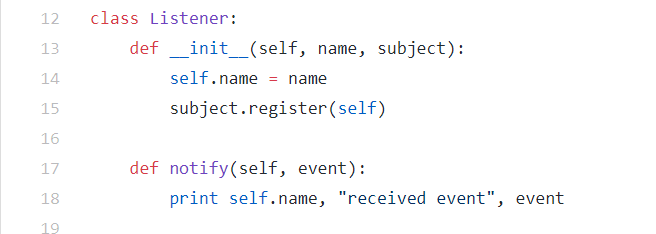 12 class Listener:
13     def __init__(self, name, subject):
14         self.name = name
15         subject.register(self)
16
17     def notify(self, event):
18         print self.name, "received event", event
19